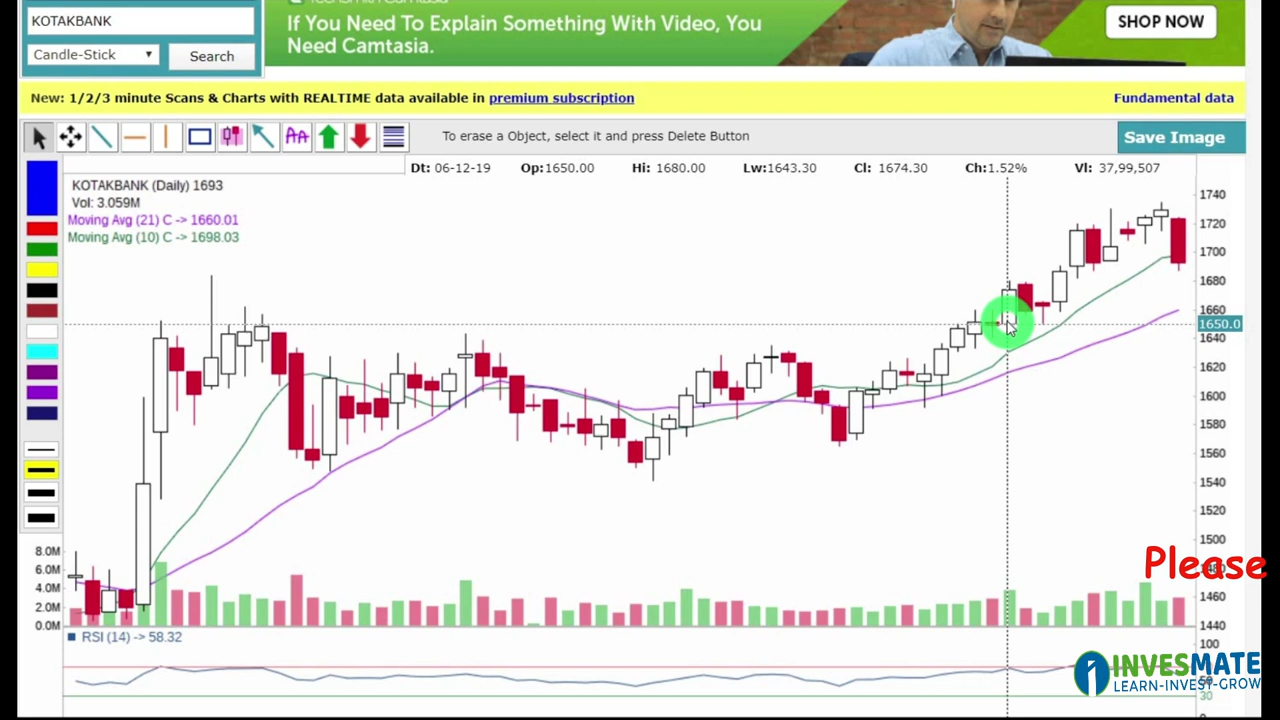 KOTAKBANK
Candle-Stick
Search
If You Need To Explain Something With Video, You
Need Camtasia.
SHOP NOW
New: 1/2/3 minute Scans & Charts with REALTIME data available in premium subscription
Fundamental data
To erase a Object, select it and press Delete Button
Save Image
Dt: 06-12-19 Op:1650.00 Hi: 1680.00 Lw:1643.30 Cl: 1674.30 Ch:1.52% Vl: 37,99,507
KOTAKBANK (Daily) 1693
Vol: 3.059M
Moving Avg (21) C -> 1660.01
Moving Avg (10) C -> 1698.03
1740
1720
1700
1680
1660
1650.0
1640
1620
1600
1580
1560
1540
1520
1500
1460
1440
8.0M
6.0M
4.0M
2.0M
0.0M
Please
RSI (14) -> 58.32
100
30
INVESMATE
LEARN-INVEST-GROW